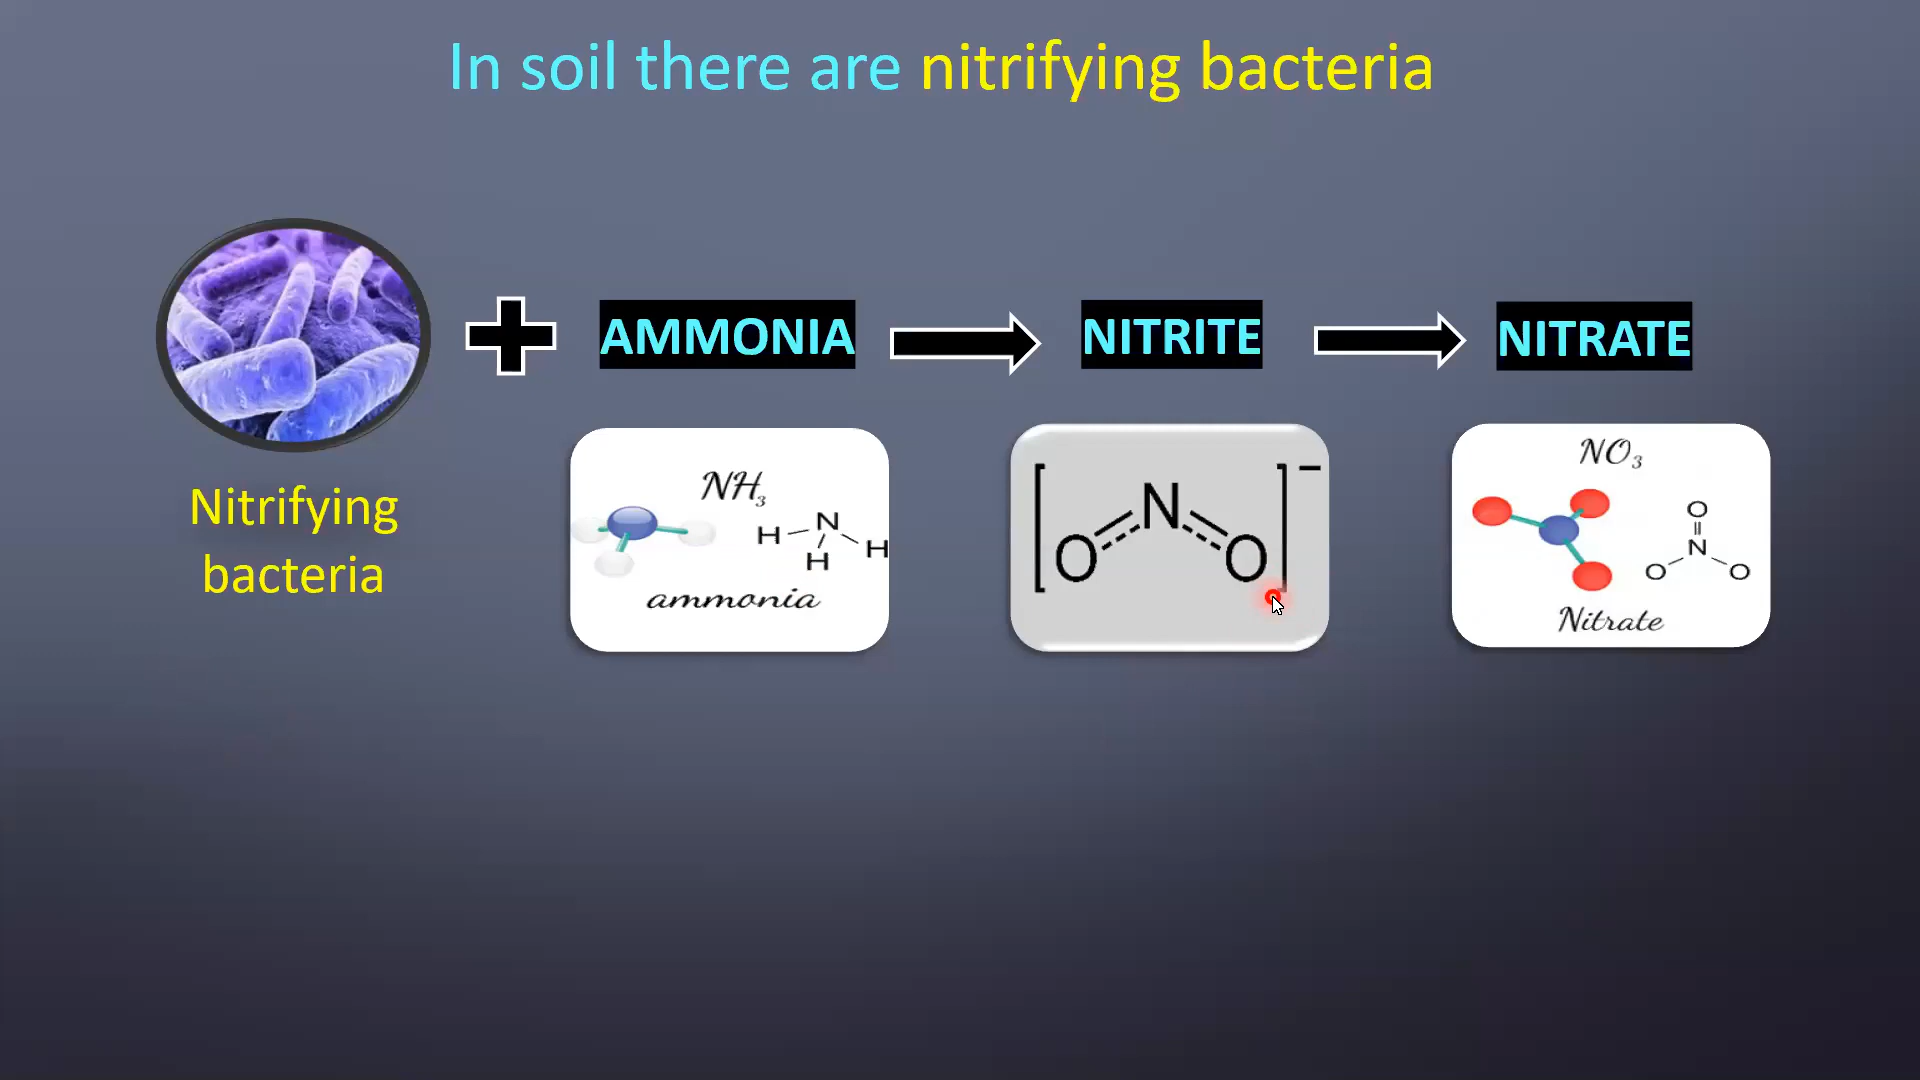 In soil there are nitrifying bacteria
AMMONIA
NITRITE
NITRATE
Nitrifying
bacteria
NH₃
N
H
H
H
ammonia
[O N O]⁻
NO₃
O
N
O
O
Nitrate